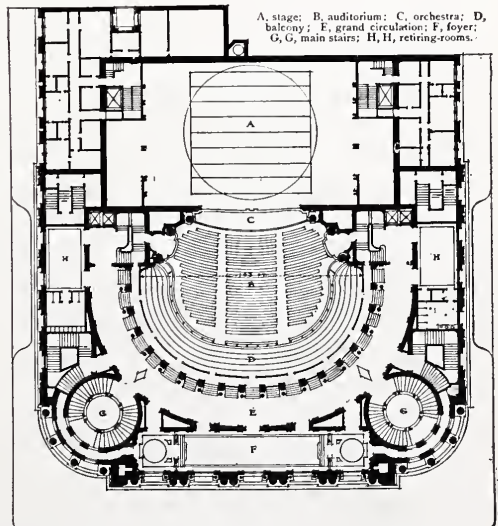 A, stage; B, auditorium; C, orchestra; D,
balcony; E, grand circulation; F, foyer;
G, G, main stairs; H, H, retiring-rooms.
A
C
H
B
H
D
G
E
G
F